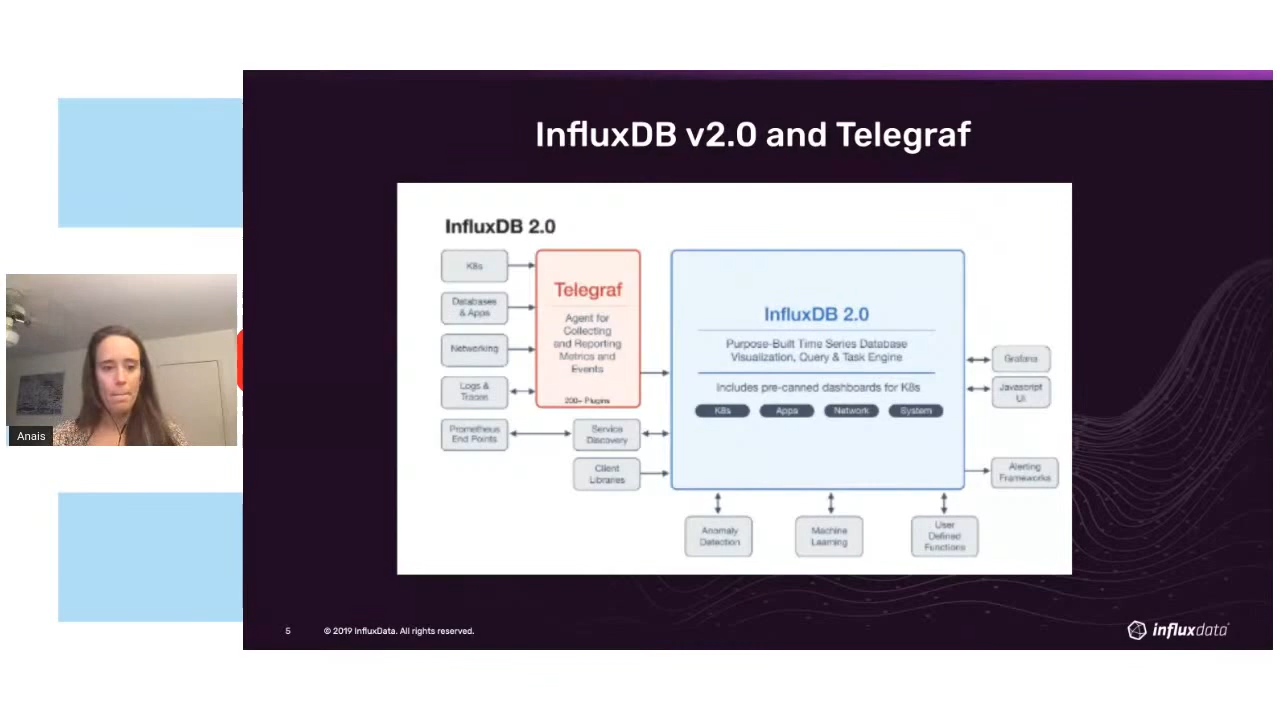 InfluxDB v2.0 and Telegraf
InfluxDB 2.0
K8s
Databases
& Apps
Networking
Logs &
Traces
Prometheus
End Points
Telegraf
Agent for
Collecting
and Reporting
Metrics and
Events
200+ Plugins
Service
Discovery
Client
Libraries
InfluxDB 2.0
Purpose-Built Time Series Database
Visualization, Query & Task Engine
Includes pre-canned dashboards for K8s
K8s
Apps
Network
System
Grafana
Javascript
UI
Alerting
Frameworks
Anomaly
Detection
Machine
Learning
User
Defined
Functions
Anais
5
© 2019 InfluxData. All rights reserved.
influxdata